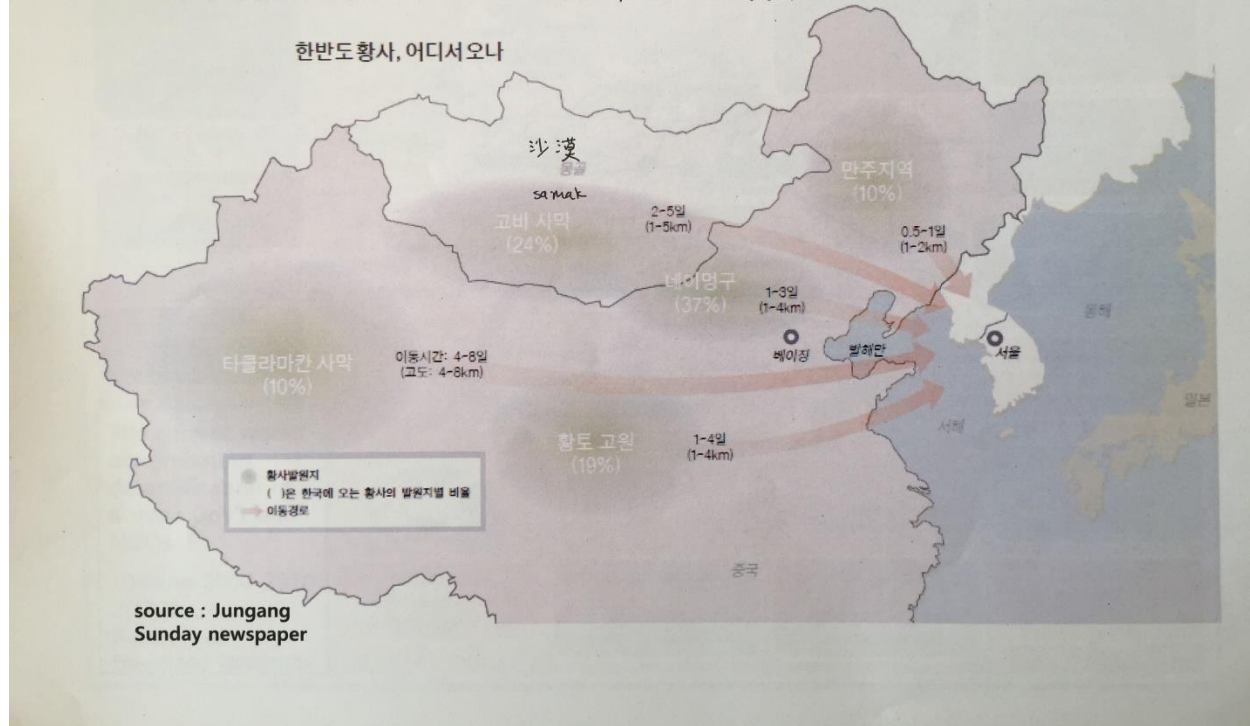 한반도 황사, 어디서 오나
沙漠
몽골
samak
고비 사막
(24%)
2-5일
(1-5km)
만주지역
(10%)
0.5-1일
(1-2km)
네이멍구
(37%)
1-3일
(1-4km)
베이징
발해만
서울
동해
일본
서해
타클라마칸 사막
(10%)
이동시간: 4-8일
(고도: 4-8km)
황토 고원
(19%)
1-4일
(1-4km)
황사발원지
( )은 한국에 오는 황사의 발원지별 비율
이동경로
중국
source : Jungang
Sunday newspaper